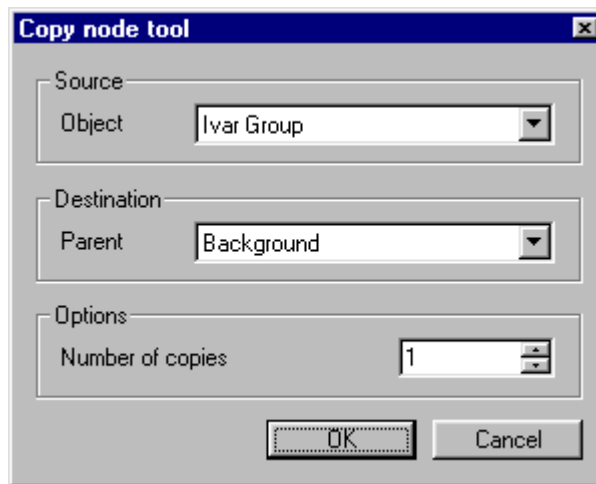 Copy node tool
Source
Object Ivar Group
Destination
Parent Background
Options
Number of copies 1
OK Cancel